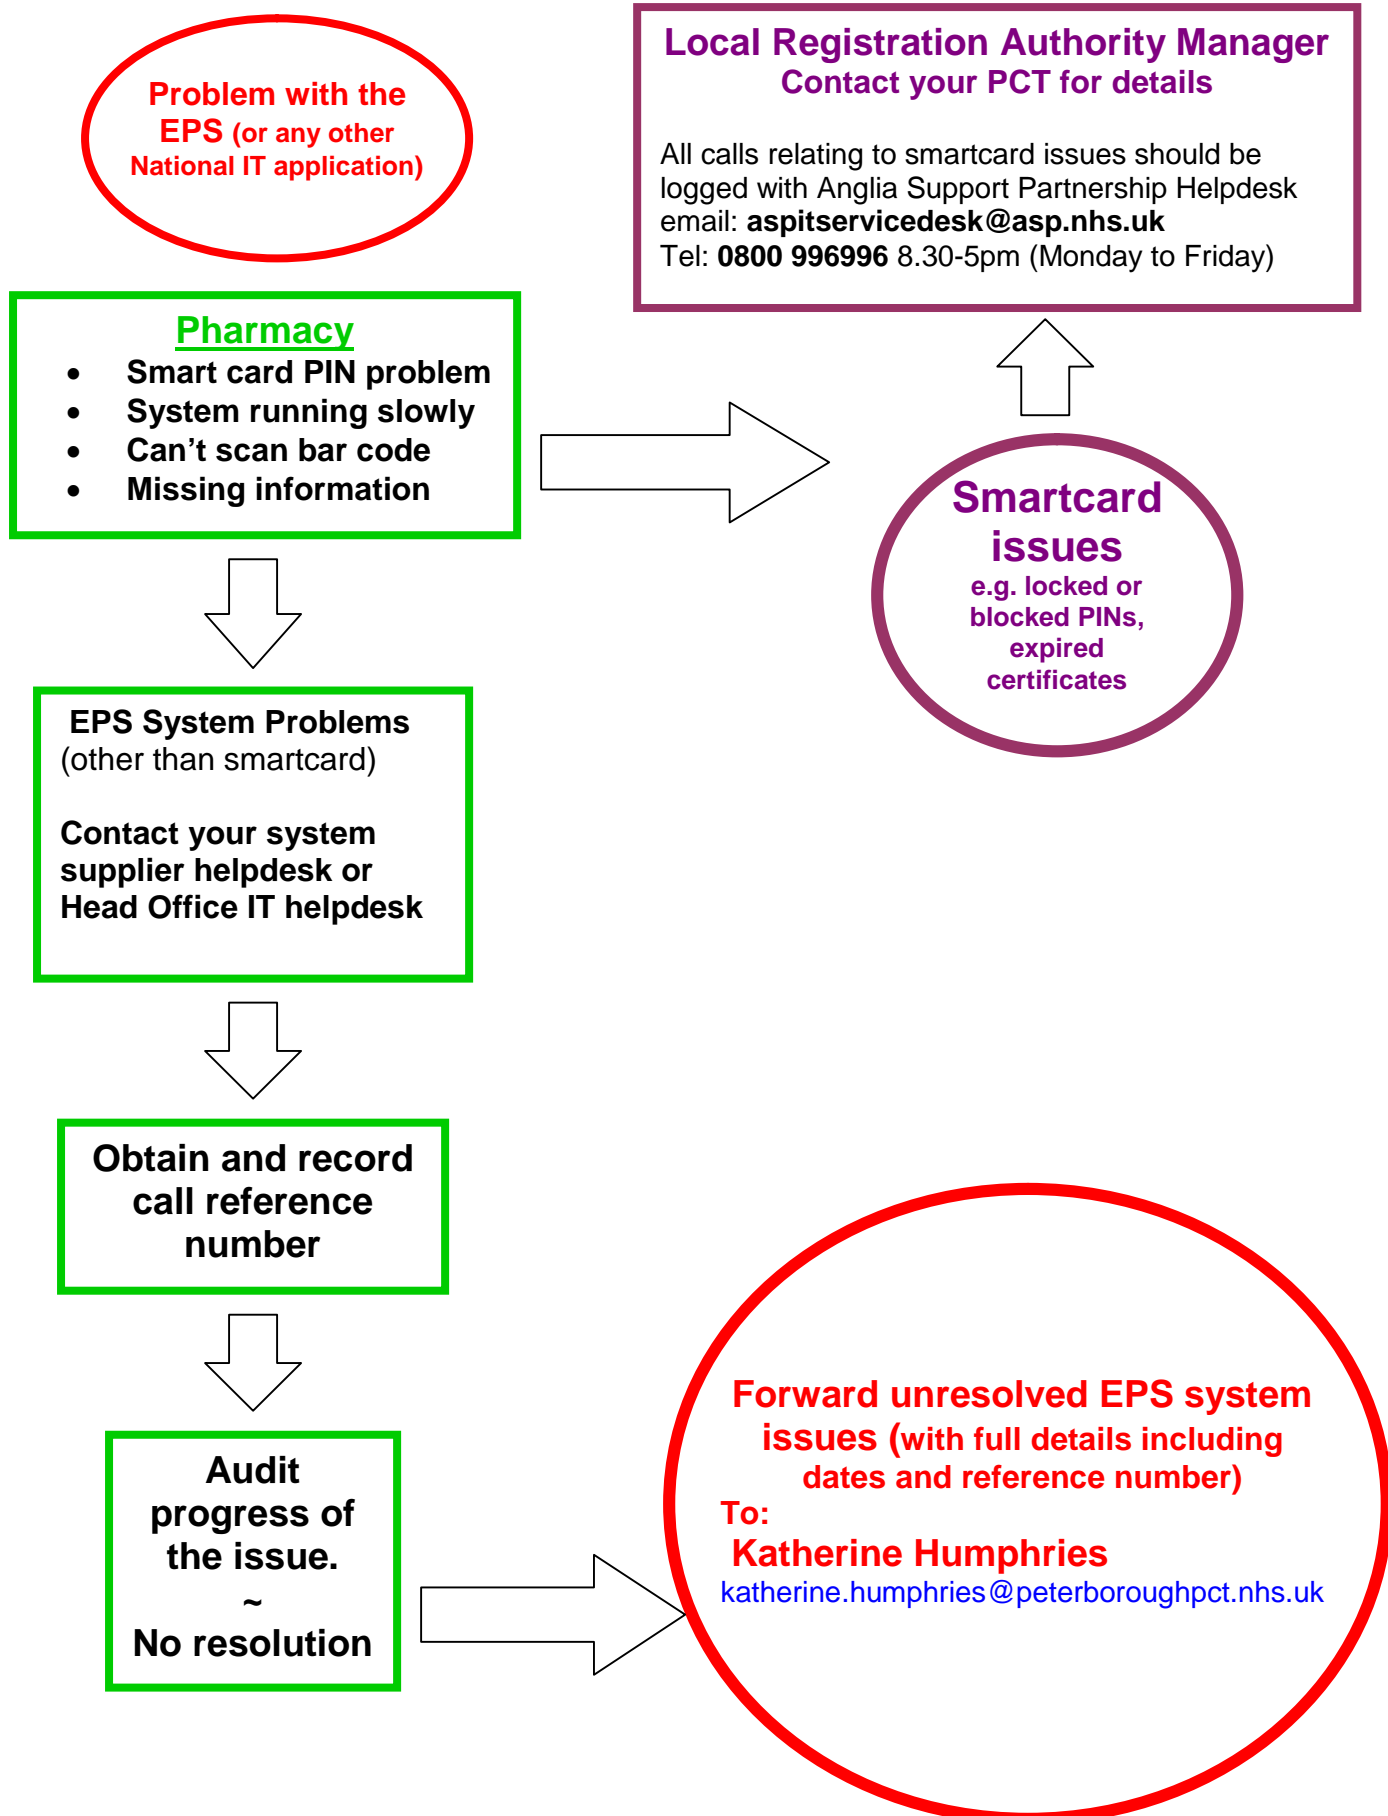 Problem with the
EPS (or any other
National IT application)
Local Registration Authority Manager
Contact your PCT for details
All calls relating to smartcard issues should be
logged with Anglia Support Partnership Helpdesk
email: aspitservicedesk@asp.nhs.uk
Tel: 0800 996996 8.30-5pm (Monday to Friday)
Pharmacy
• Smart card PIN problem
• System running slowly
• Can’t scan bar code
• Missing information
Smartcard
issues
e.g. locked or
blocked PINs,
expired
certificates
EPS System Problems
(other than smartcard)
Contact your system
supplier helpdesk or
Head Office IT helpdesk
Obtain and record
call reference
number
Audit
progress of
the issue.
~
No resolution
Forward unresolved EPS system
issues (with full details including
dates and reference number)
To:
Katherine Humphries
katherine.humphries@peterboroughpct.nhs.uk